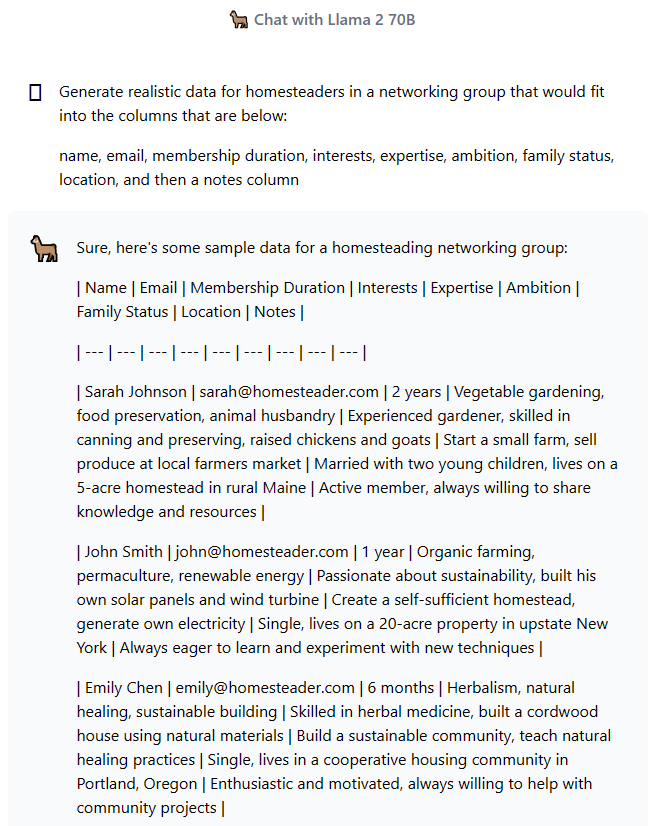 Chat with Llama 2 70B
Generate realistic data for homesteaders in a networking group that would fit
into the columns that are below:
name, email, membership duration, interests, expertise, ambition, family status,
location, and then a notes column
Sure, here's some sample data for a homesteading networking group:
| Name | Email | Membership Duration | Interests | Expertise | Ambition |
Family Status | Location | Notes |
| --- | --- | --- | --- | --- | --- | --- | --- | --- |
| Sarah Johnson | sarah@homesteader.com | 2 years | Vegetable gardening,
food preservation, animal husbandry | Experienced gardener, skilled in
canning and preserving, raised chickens and goats | Start a small farm, sell
produce at local farmers market | Married with two young children, lives on a
5-acre homestead in rural Maine | Active member, always willing to share
knowledge and resources |
| John Smith | john@homesteader.com | 1 year | Organic farming,
permaculture, renewable energy | Passionate about sustainability, built his
own solar panels and wind turbine | Create a self-sufficient homestead,
generate own electricity | Single, lives on a 20-acre property in upstate New
York | Always eager to learn and experiment with new techniques |
| Emily Chen | emily@homesteader.com | 6 months | Herbalism, natural
healing, sustainable building | Skilled in herbal medicine, built a cordwood
house using natural materials | Build a sustainable community, teach natural
healing practices | Single, lives in a cooperative housing community in
Portland, Oregon | Enthusiastic and motivated, always willing to help with
community projects |